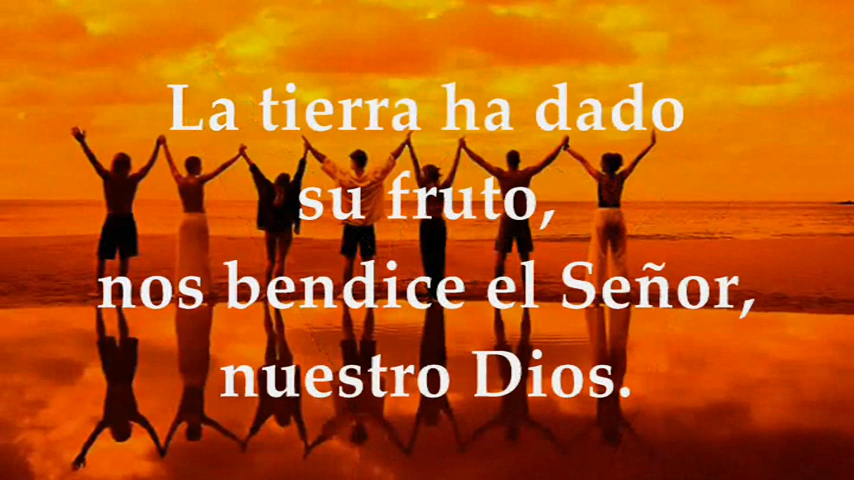 La tierra ha dado
su fruto,
nos bendice el Señor,
nuestro Dios.